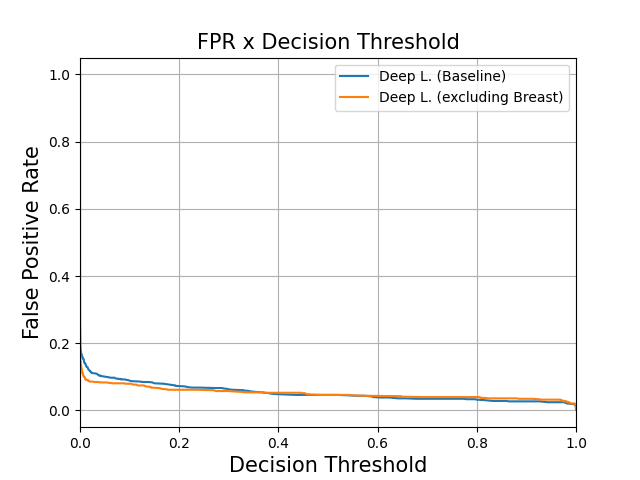 FPR x Decision Threshold
Deep L. (Baseline)
Deep L. (excluding Breast)
False Positive Rate
1.0
0.8
0.6
0.4
0.2
0.0
0.0 0.2 0.4 0.6 0.8 1.0
Decision Threshold